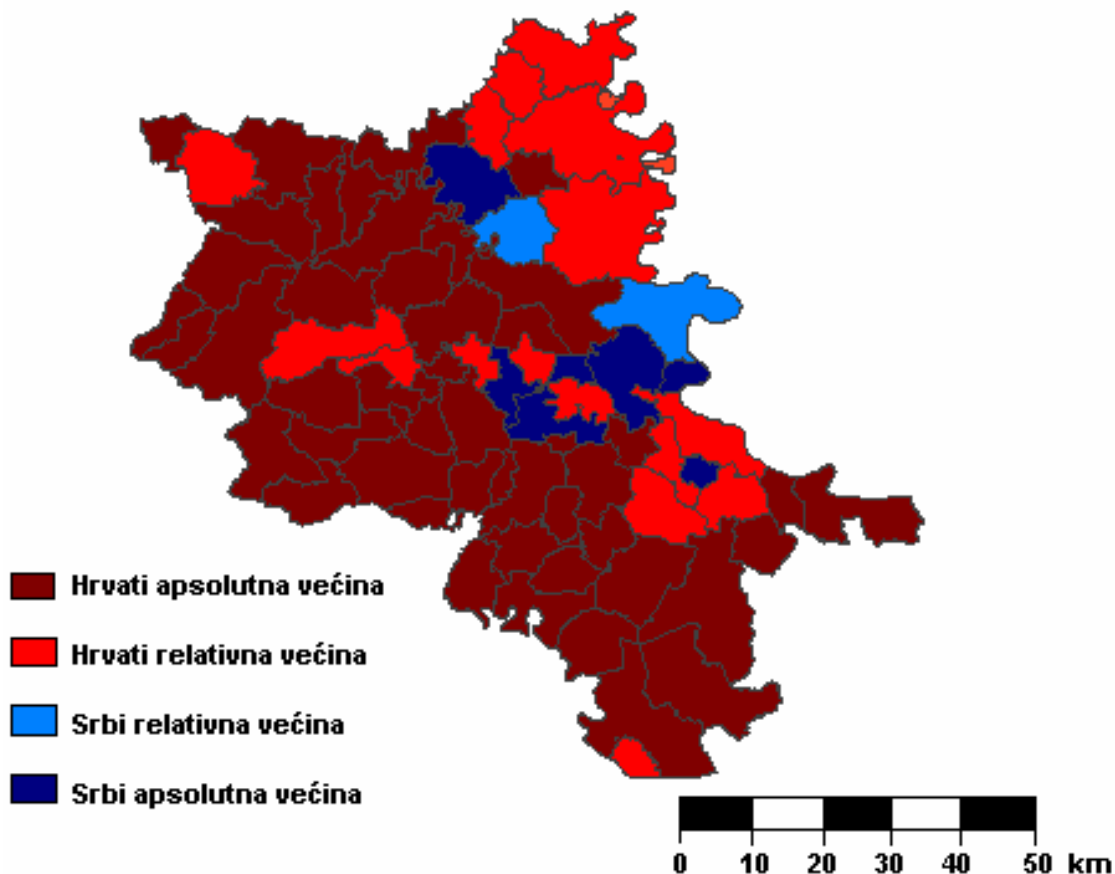 Hrvati apsolutna većina
Hrvati relativna većina
Srbi relativna većina
Srbi apsolutna većina
0 10 20 30 40 50 km